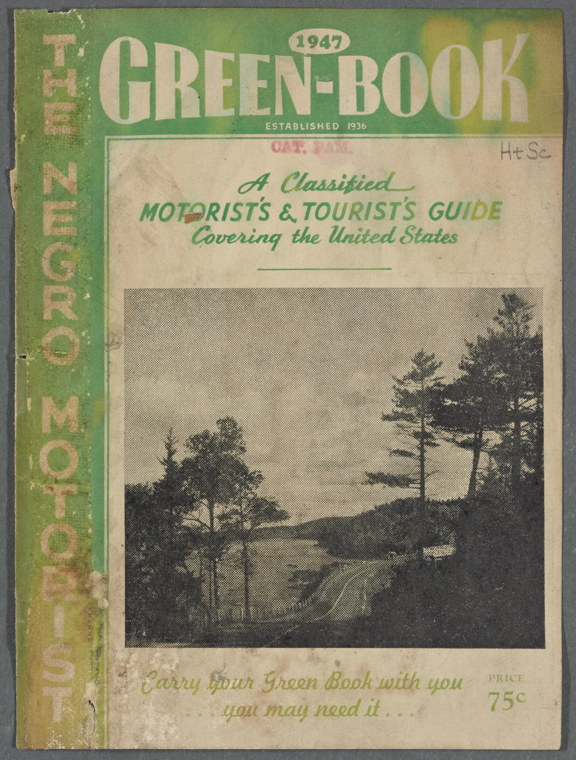 1947
GREEN-BOOK
ESTABLISHED 1936
CAT. PAM.
H+Sc
THE NEGRO MOTORIST
A Classified
MOTORIST'S & TOURIST'S GUIDE
Covering the United States
Carry your Green Book with you
. . . . you may need it . . .
PRICE
75c